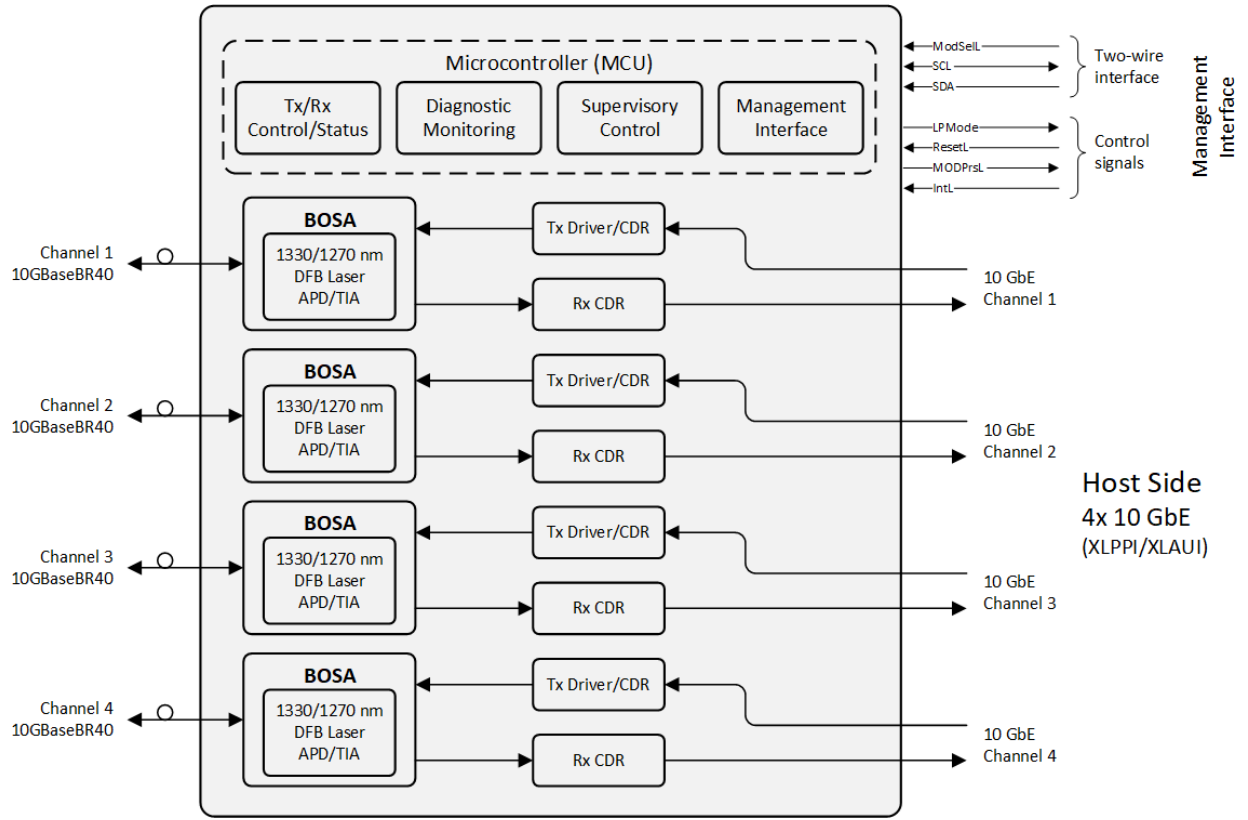 Microcontroller (MCU)
Tx/Rx
Control/Status
Diagnostic
Monitoring
Supervisory
Control
Management
Interface
ModSelL
SCL
SDA
Two-wire
interface
LPMode
ResetL
MODPrsL
IntL
Control
signals
Management
Interface
Channel 1
10GBaseBR40
BOSA
1330/1270 nm
DFB Laser
APD/TIA
Tx Driver/CDR
Rx CDR
10 GbE
Channel 1
Channel 2
10GBaseBR40
BOSA
1330/1270 nm
DFB Laser
APD/TIA
Tx Driver/CDR
Rx CDR
10 GbE
Channel 2
Host Side
4x 10 GbE
(XLPPI/XLAUI)
Channel 3
10GBaseBR40
BOSA
1330/1270 nm
DFB Laser
APD/TIA
Tx Driver/CDR
Rx CDR
10 GbE
Channel 3
Channel 4
10GBaseBR40
BOSA
1330/1270 nm
DFB Laser
APD/TIA
Tx Driver/CDR
Rx CDR
10 GbE
Channel 4